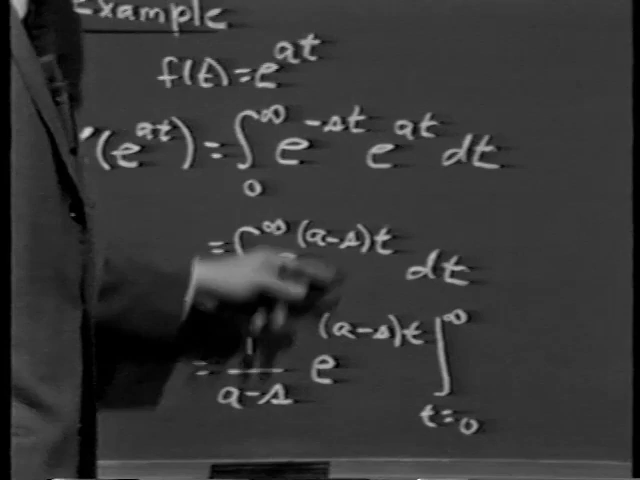 Example
f(t)=e^{at}
(e^{at}) = ∫_0^∞ e^{-st} e^{at} dt
= ∫^∞ ^{(a-s)t} dt
= 1/(a-s) e^{(a-s)t} |_{t=0}^∞